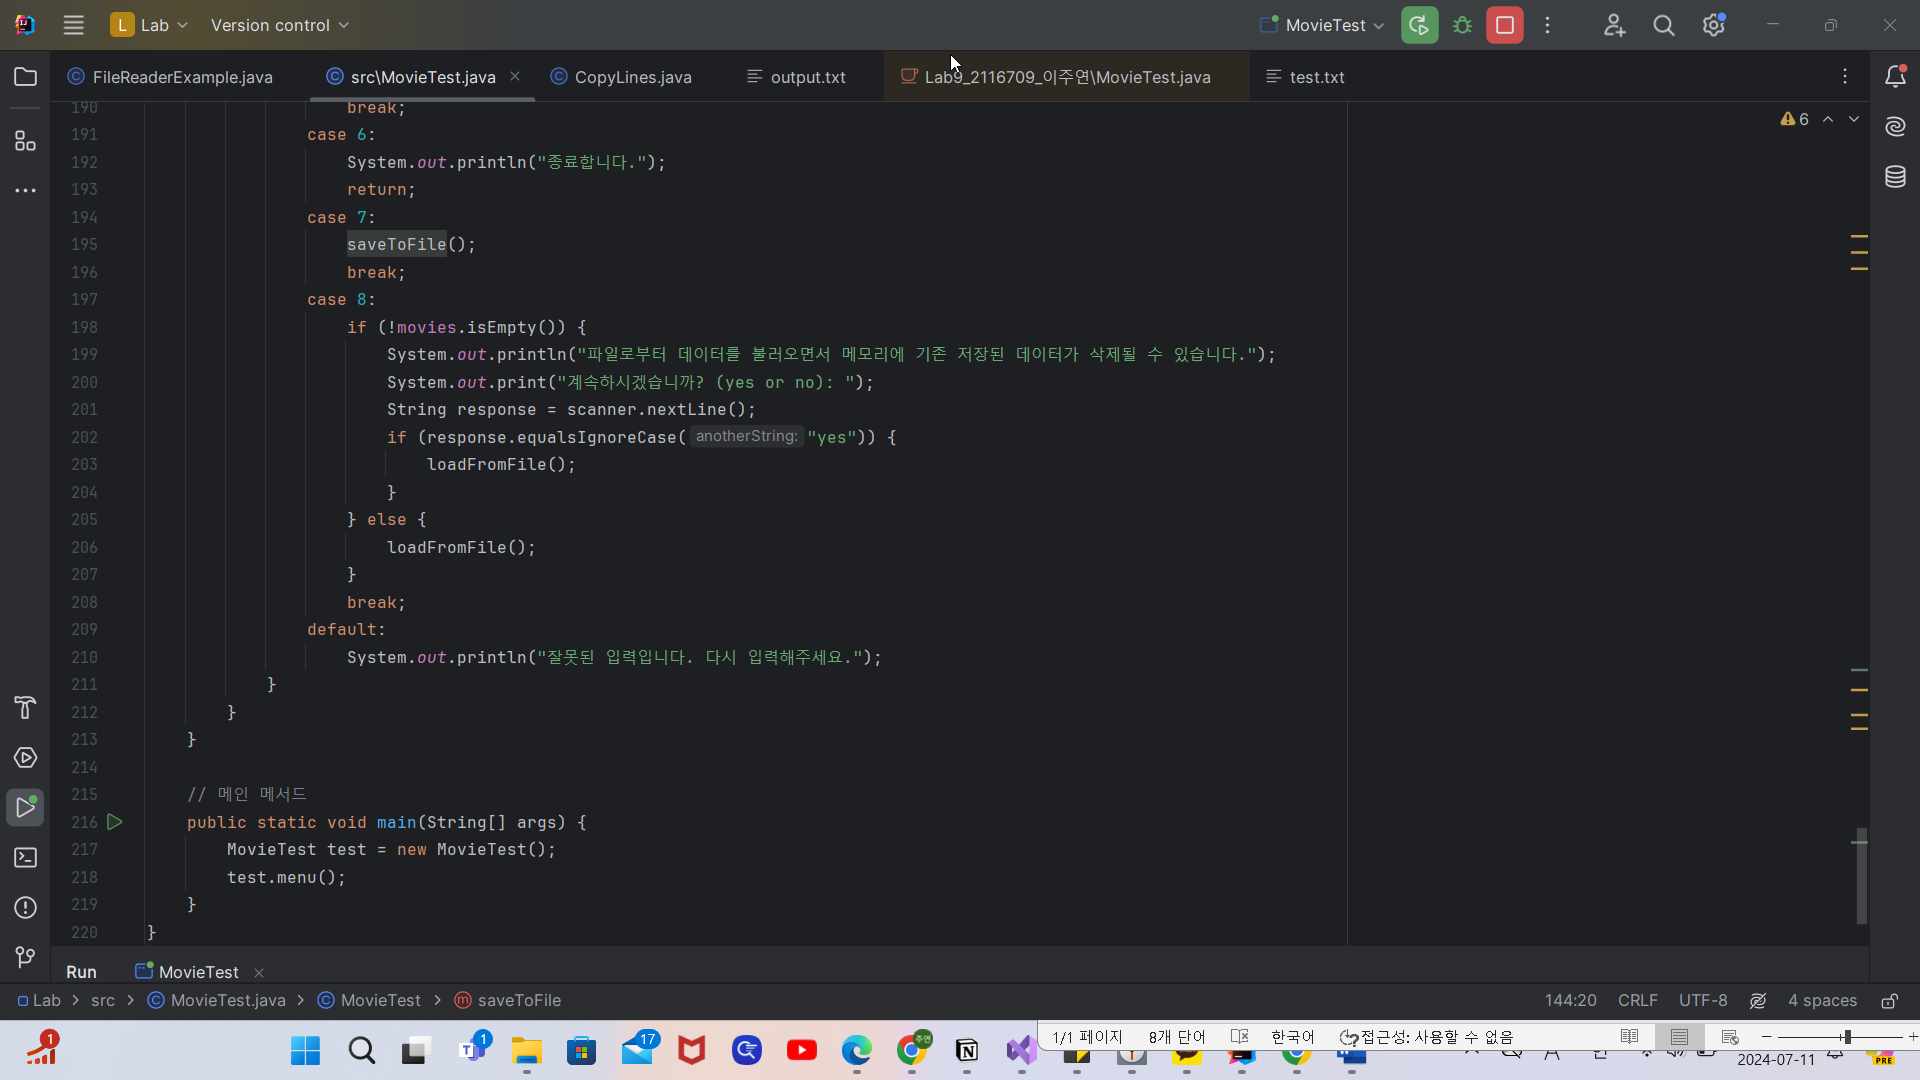 L Lab Version control MovieTest
FileReaderExample.java src\MovieTest.java CopyLines.java output.txt Lab9_2116709_이주연\MovieTest.java test.txt
6
190 break;
191 case 6:
192 System.out.println("종료합니다.");
193 return;
194 case 7:
195 saveToFile();
196 break;
197 case 8:
198 if (!movies.isEmpty()) {
199 System.out.println("파일로부터 데이터를 불러오면서 메모리에 기존 저장된 데이터가 삭제될 수 있습니다.");
200 System.out.print("계속하시겠습니까? (yes or no): ");
201 String response = scanner.nextLine();
202 if (response.equalsIgnoreCase( anotherString: "yes")) {
203 loadFromFile();
204 }
205 } else {
206 loadFromFile();
207 }
208 break;
209 default:
210 System.out.println("잘못된 입력입니다. 다시 입력해주세요.");
211 }
212 }
213 }
214
215 // 메인 메서드
216 public static void main(String[] args) {
217 MovieTest test = new MovieTest();
218 test.menu();
219 }
220 }
Run MovieTest
Lab > src > MovieTest.java > MovieTest > saveToFile 144:20 CRLF UTF-8 4 spaces
1/1 페이지 8개 단어 한국어 접근성: 사용할 수 없음
1 1 17 주연 2024-07-11 PRE